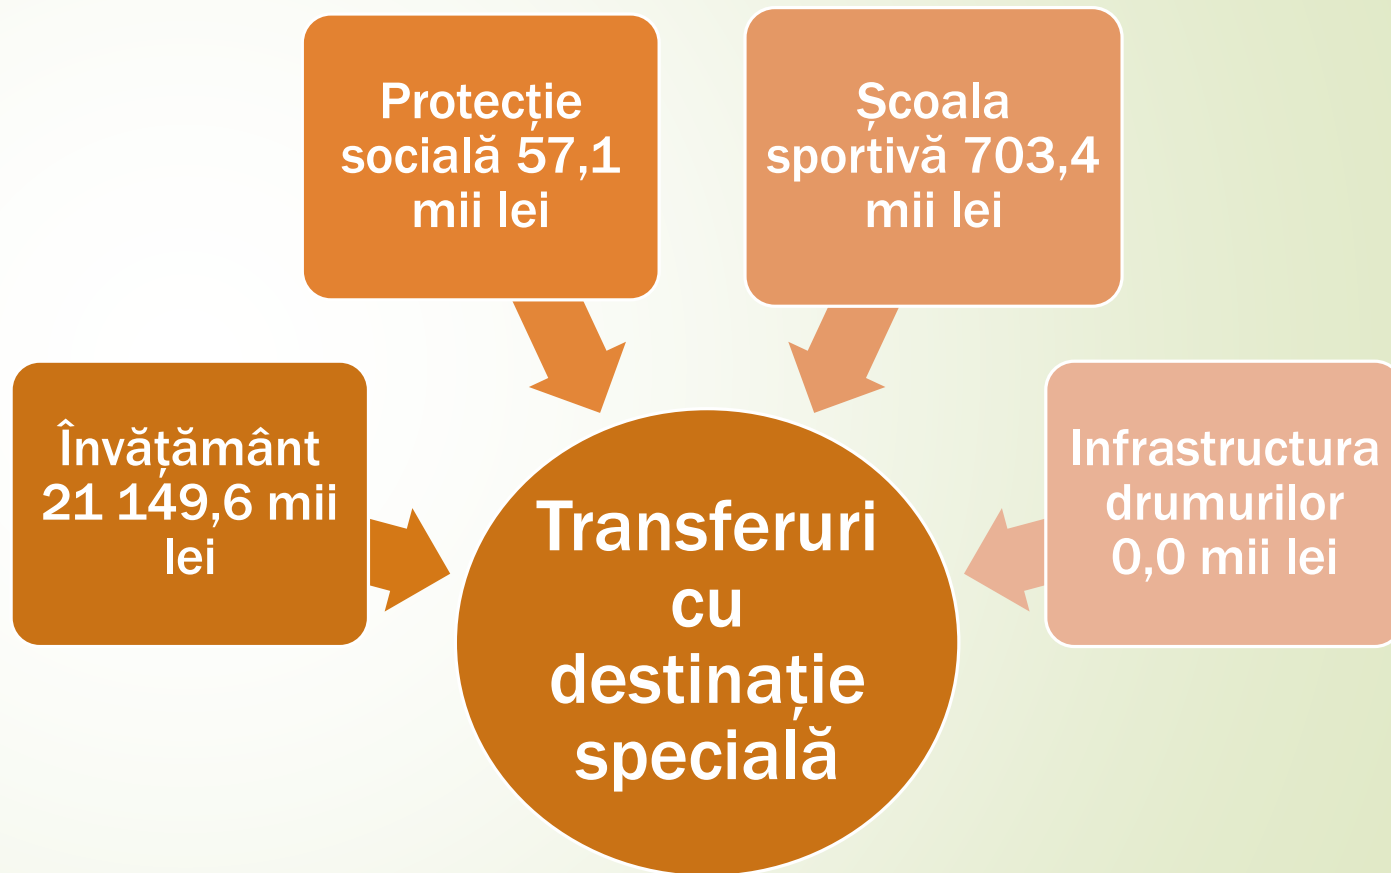 Protecție
socială 57,1
mii lei
Școala
sportivă 703,4
mii lei
Învățământ
21 149,6 mii
lei
Infrastructura
drumurilor
0,0 mii lei
Transferuri
cu
destinație
specială